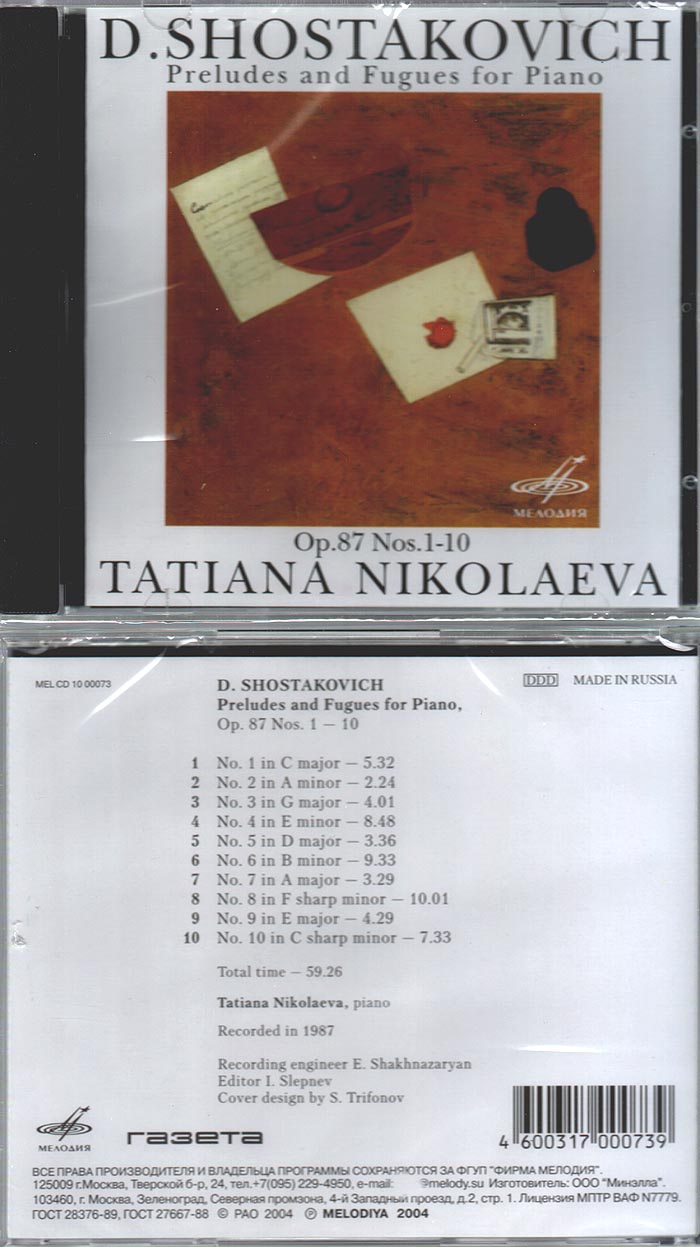 D. SHOSTAKOVICH
Preludes and Fugues for Piano
МЕЛОДИЯ
Op.87 Nos.1-10
TATIANA NIKOLAEVA
MEL CD 10 00073
D. SHOSTAKOVICH
DDD MADE IN RUSSIA
Preludes and Fugues for Piano,
Op. 87 Nos. 1 – 10
1 No. 1 in C major – 5.32
2 No. 2 in A minor – 2.24
3 No. 3 in G major – 4.01
4 No. 4 in E minor – 8.48
5 No. 5 in D major – 3.36
6 No. 6 in B minor – 9.33
7 No. 7 in A major – 3.29
8 No. 8 in F sharp minor – 10.01
9 No. 9 in E major – 4.29
10 No. 10 in C sharp minor – 7.33
Total time – 59.26
Tatiana Nikolaeva, piano
Recorded in 1987
Recording engineer E. Shakhnazaryan
Editor I. Slepnev
Cover design by S. Trifonov
МЕЛОДИЯ
газета
4 600317 000739
ВСЕ ПРАВА ПРОИЗВОДИТЕЛЯ И ВЛАДЕЛЬЦА ПРОГРАММЫ СОХРАНЯЮТСЯ ЗА ФГУП "ФИРМА МЕЛОДИЯ".
125009 г.Москва, Тверской б-р, 24, тел.+7(095) 229-4950, e-mail: @melody.su Изготовитель: ООО "Минэлла".
103460, г. Москва, Зеленоград, Северная промзона, 4-й Западный проезд, д.2, стр. 1. Лицензия МПТР ВАФ N7779.
ГОСТ 28376-89, ГОСТ 27667-88 © РАО 2004 ℗ MELODIYA 2004